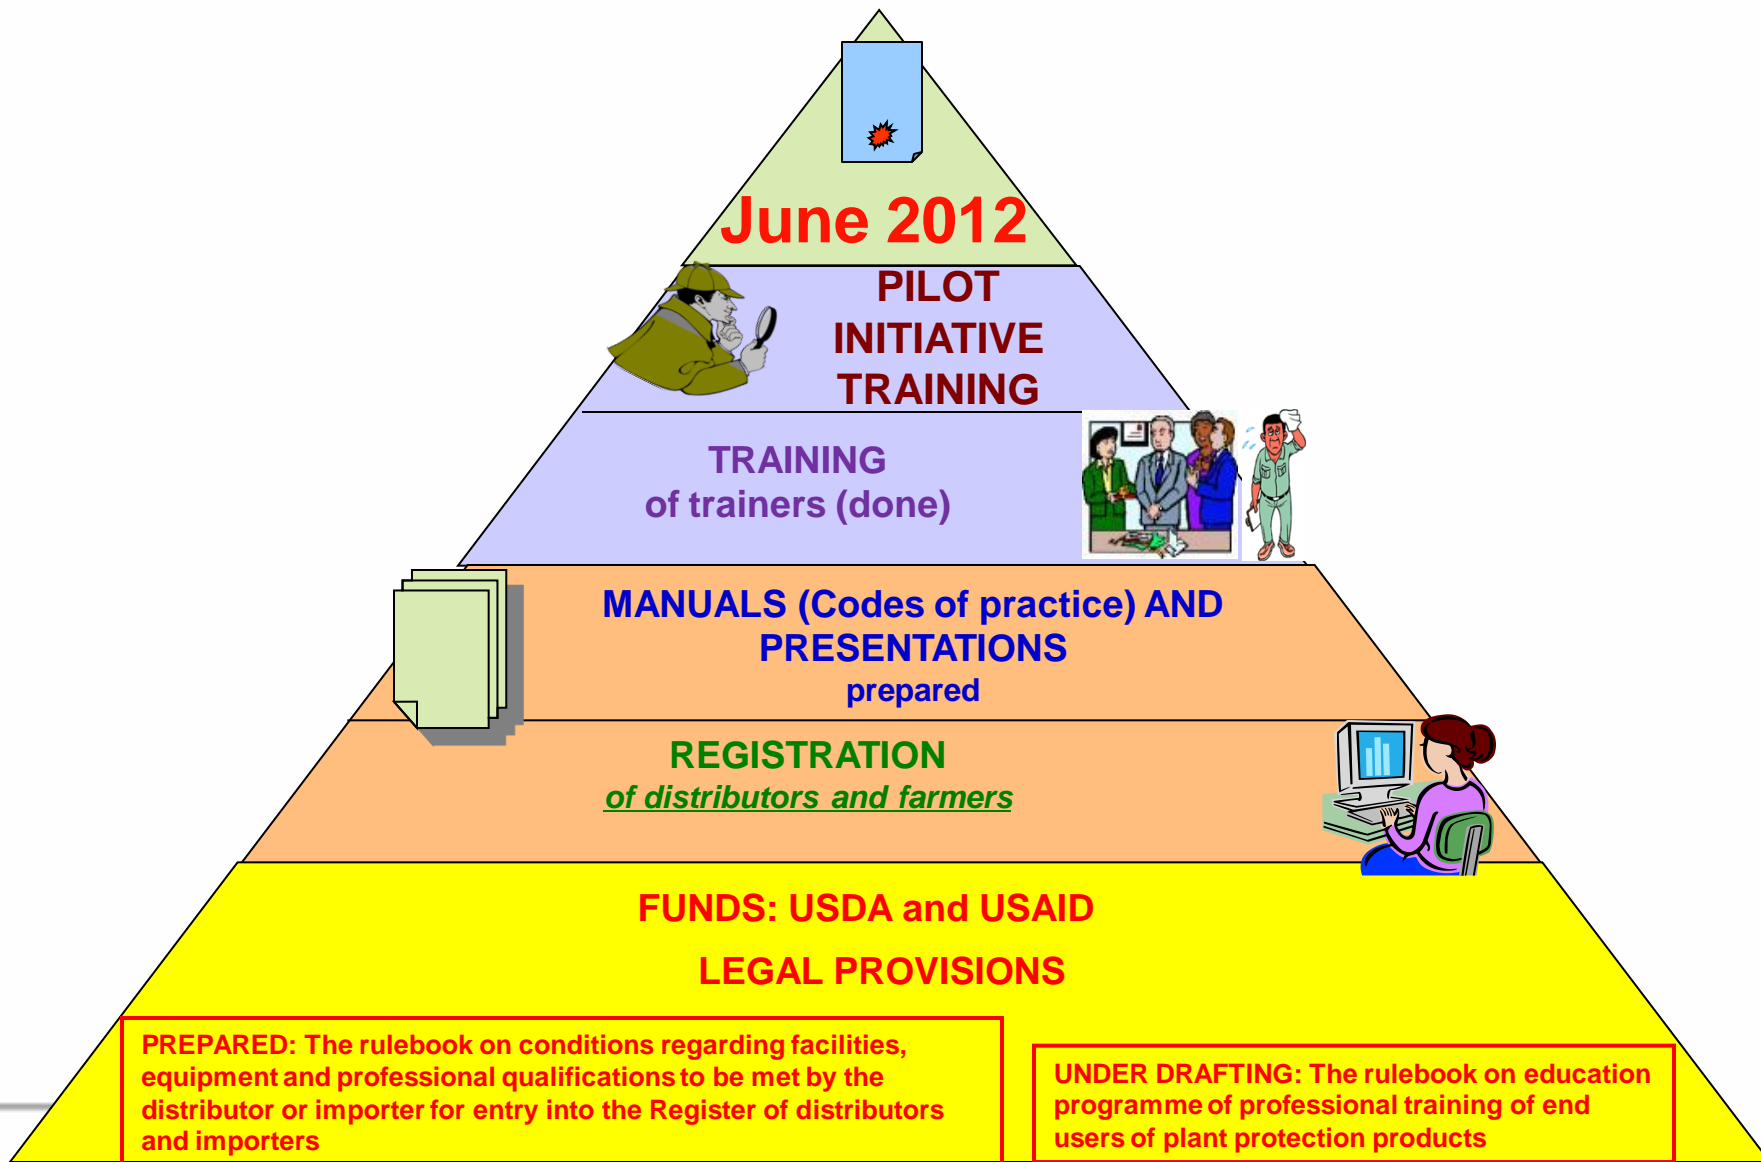 June 2012
PILOT
INITIATIVE
TRAINING
TRAINING
of trainers (done)
MANUALS (Codes of practice) AND
PRESENTATIONS
prepared
REGISTRATION
of distributors and farmers
FUNDS: USDA and USAID
LEGAL PROVISIONS
PREPARED: The rulebook on conditions regarding facilities,
equipment and professional qualifications to be met by the
distributor or importer for entry into the Register of distributors
and importers
UNDER DRAFTING: The rulebook on education
programme of professional training of end
users of plant protection products